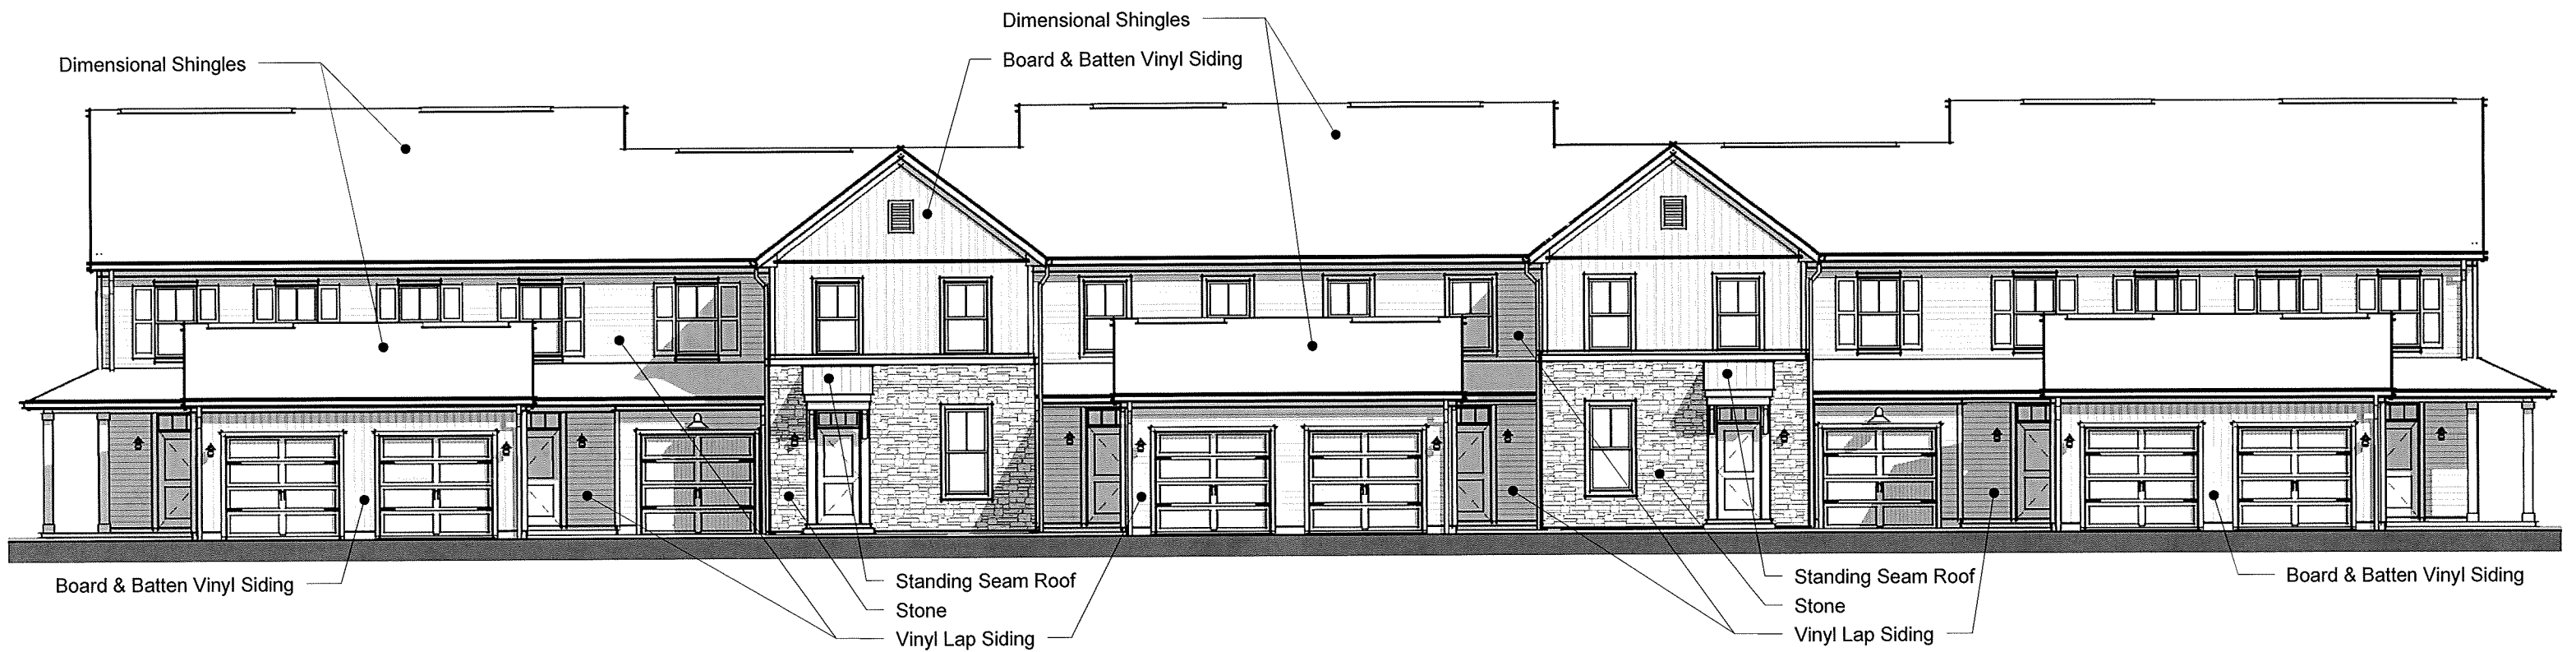 Dimensional Shingles
Board & Batten Vinyl Siding
Dimensional Shingles
Board & Batten Vinyl Siding
Standing Seam Roof
Stone
Vinyl Lap Siding
Standing Seam Roof
Stone
Vinyl Lap Siding
Board & Batten Vinyl Siding